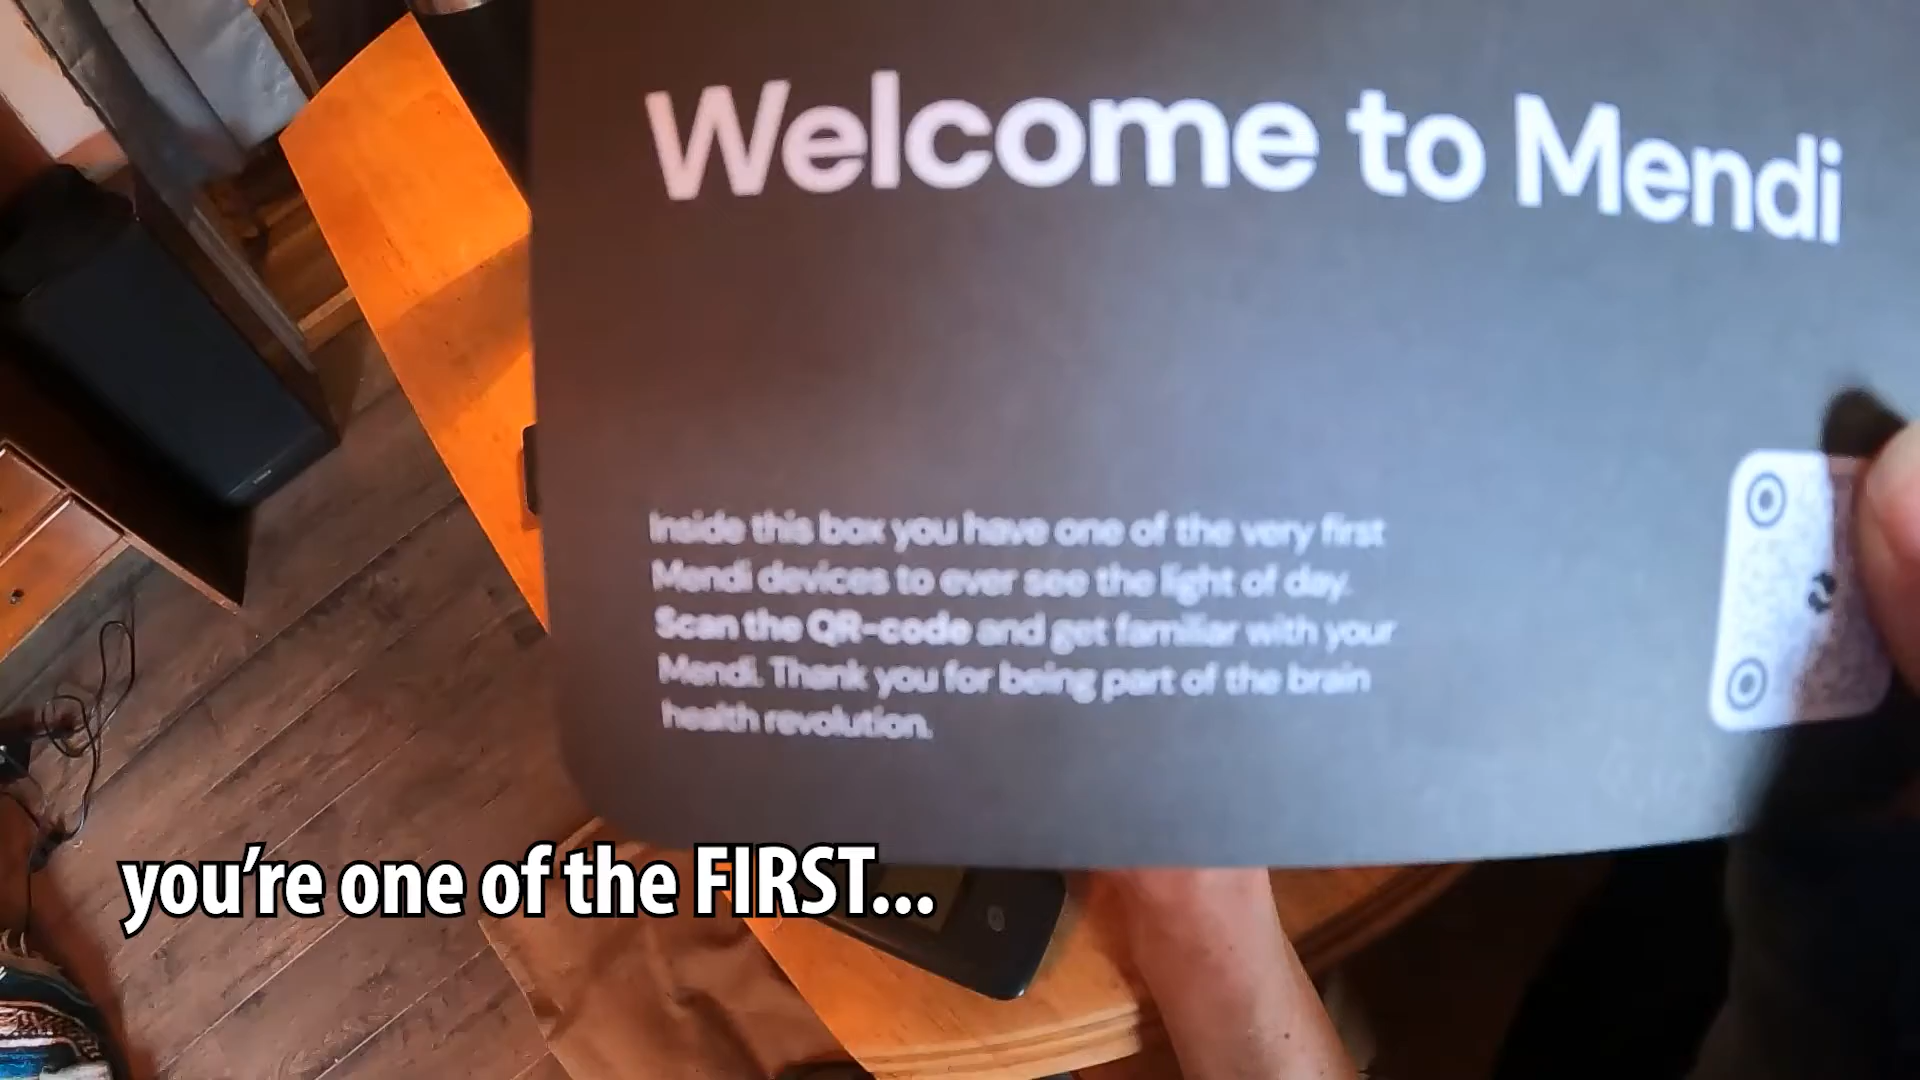 Welcome to Mendi
Inside this box you have one of the very first
Mendi devices to ever see the light of day.
Scan the QR-code and get familiar with your
Mendi. Thank you for being part of the brain
health revolution.
you're one of the FIRST...